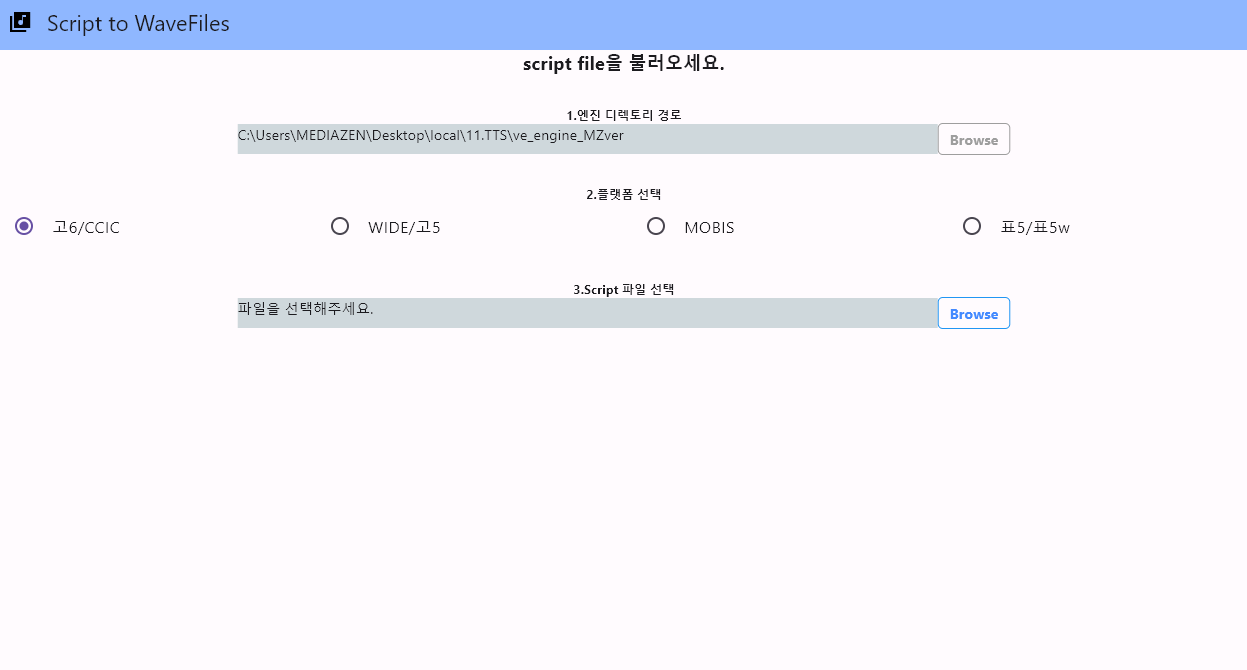 Script to WaveFiles
script file을 불러오세요.
1.엔진 디렉토리 경로
C:\Users\MEDIAZEN\Desktop\local\11.TTS\ve_engine_MZver
Browse
2.플랫폼 선택
고6/CCIC WIDE/고5 MOBIS 표5/표5w
3.Script 파일 선택
파일을 선택해주세요.
Browse